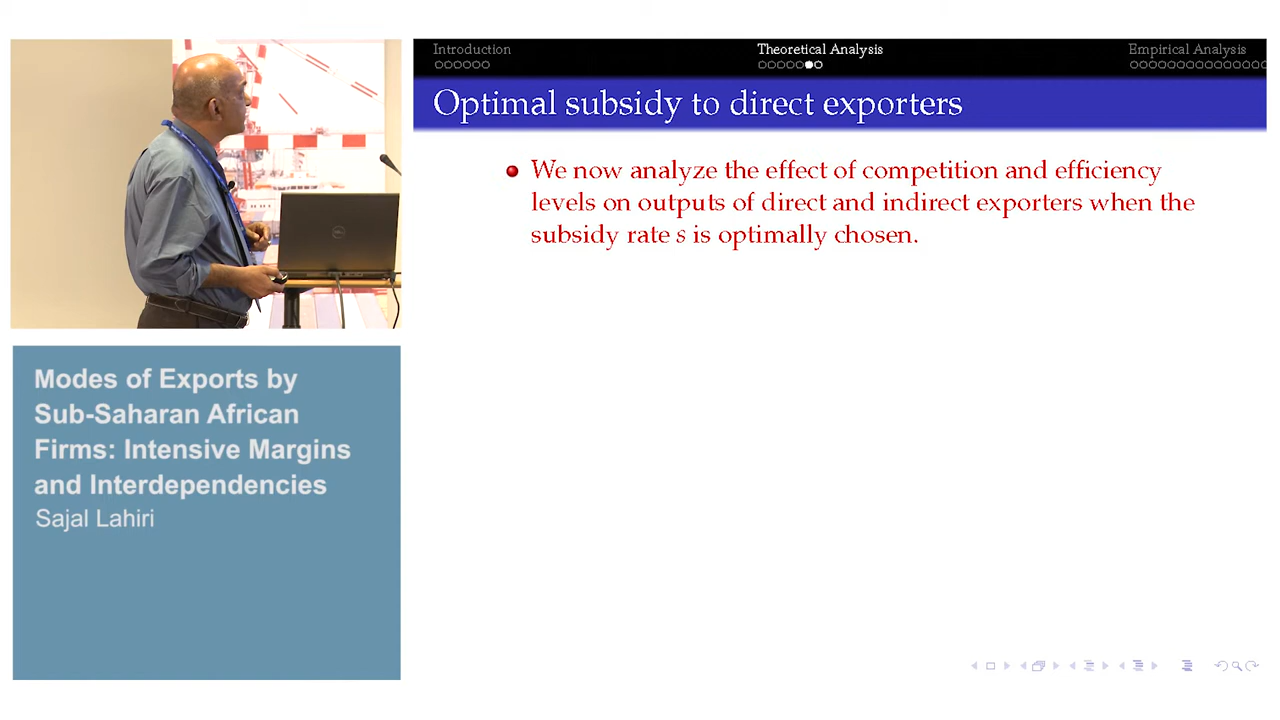 Introduction
Theoretical Analysis
Empirical Analysis
Optimal subsidy to direct exporters
We now analyze the effect of competition and efficiency
levels on outputs of direct and indirect exporters when the
subsidy rate s is optimally chosen.
Modes of Exports by
Sub-Saharan African
Firms: Intensive Margins
and Interdependencies
Sajal Lahiri